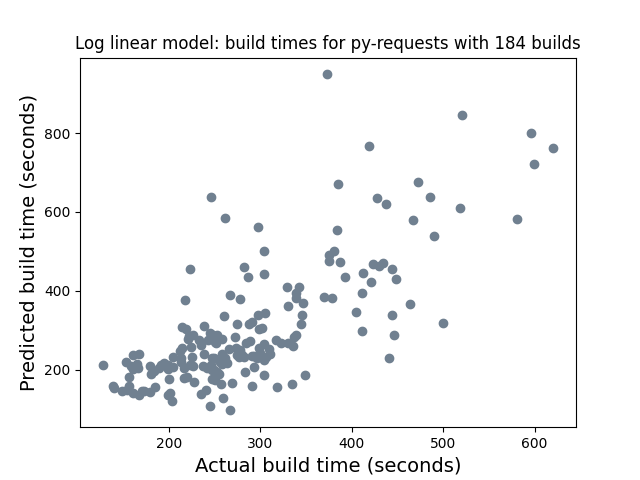 Log linear model: build times for py-requests with 184 builds
Predicted build time (seconds)
800
600
400
200
200 300 400 500 600
Actual build time (seconds)